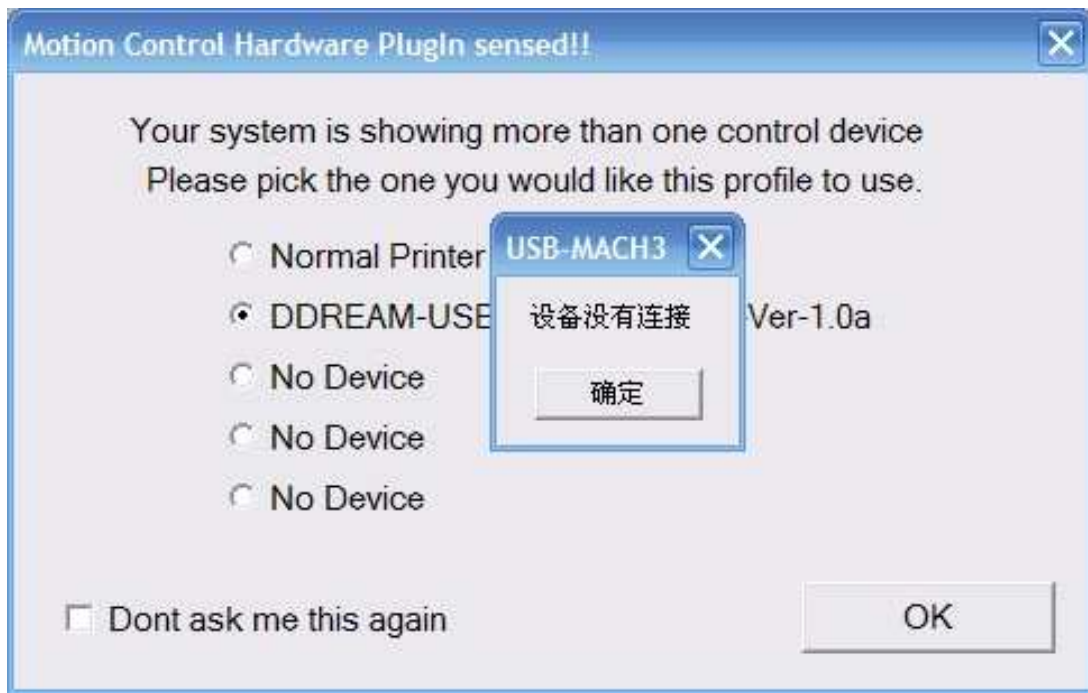 Motion Control Hardware PlugIn sensed!!
Your system is showing more than one control device
Please pick the one you would like this profile to use.
Normal Printer
DDREAM-USB
-Ver-1.0a
No Device
No Device
No Device
Dont ask me this again
OK
USB-MACH3
设备没有连接
确定